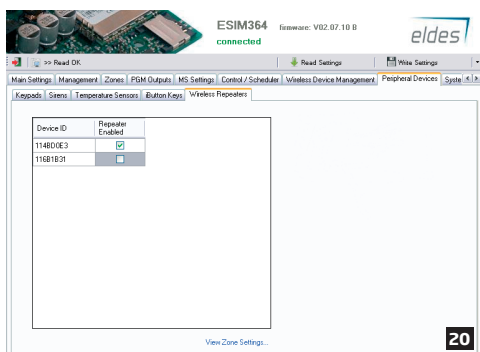 ESIM364 firmware: V02.07.10 B
connected
eldes
>> Read OK
Read Settings
Write Settings
Main Settings Management Zones PGM Outputs MS Settings Control / Scheduler Wireless Device Management Peripheral Devices Syste
Keypads Sirens Temperature Sensors iButton Keys Wireless Repeaters
Device ID
Repeater
Enabled
114BD0E3
116B1B31
View Zone Settings...
20